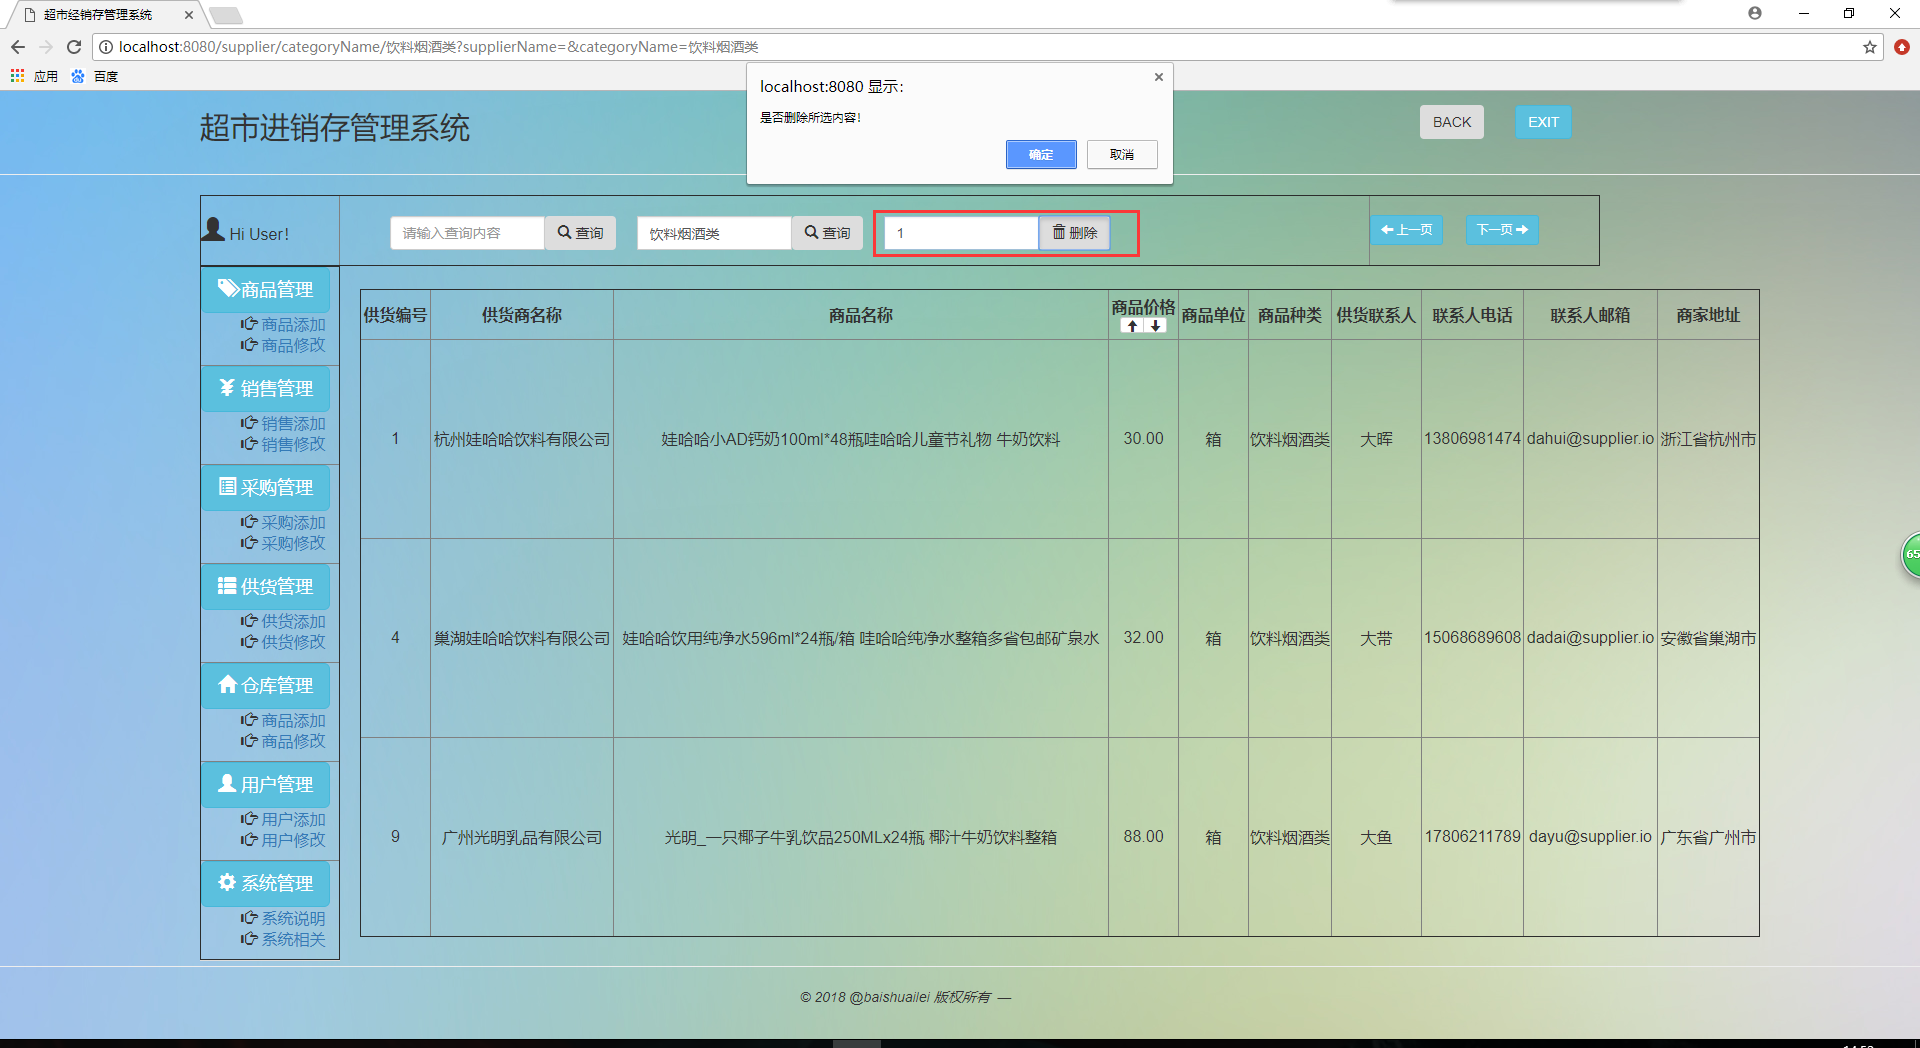 超市经销存管理系统
localhost:8080/supplier/categoryName/饮料烟酒类?supplierName=&categoryName=饮料烟酒类
应用 百度
localhost:8080 显示:
是否删除所选内容!
确定 取消
超市进销存管理系统
BACK EXIT
Hi User!
请输入查询内容 查询 饮料烟酒类 查询 1 删除
上一页 下一页
商品管理
商品添加
商品修改
销售管理
销售添加
销售修改
采购管理
采购添加
采购修改
供货管理
供货添加
供货修改
仓库管理
商品添加
商品修改
用户管理
用户添加
用户修改
系统管理
系统说明
系统相关
供货编号 供货商名称 商品名称 商品价格 商品单位 商品种类 供货联系人 联系人电话 联系人邮箱 商家地址
1 杭州娃哈哈饮料有限公司 娃哈哈小AD钙奶100ml*48瓶哇哈哈儿童节礼物 牛奶饮料 30.00 箱 饮料烟酒类 大晖 13806981474 dahui@supplier.io 浙江省杭州市
4 巢湖娃哈哈饮料有限公司 娃哈哈饮用纯净水596ml*24瓶/箱 哇哈哈纯净水整箱多省包邮矿泉水 32.00 箱 饮料烟酒类 大带 15068689608 dadai@supplier.io 安徽省巢湖市
9 广州光明乳品有限公司 光明_一只椰子牛乳饮品250MLx24瓶 椰汁牛奶饮料整箱 88.00 箱 饮料烟酒类 大鱼 17806211789 dayu@supplier.io 广东省广州市
65
© 2018 @baishuailei 版权所有 —